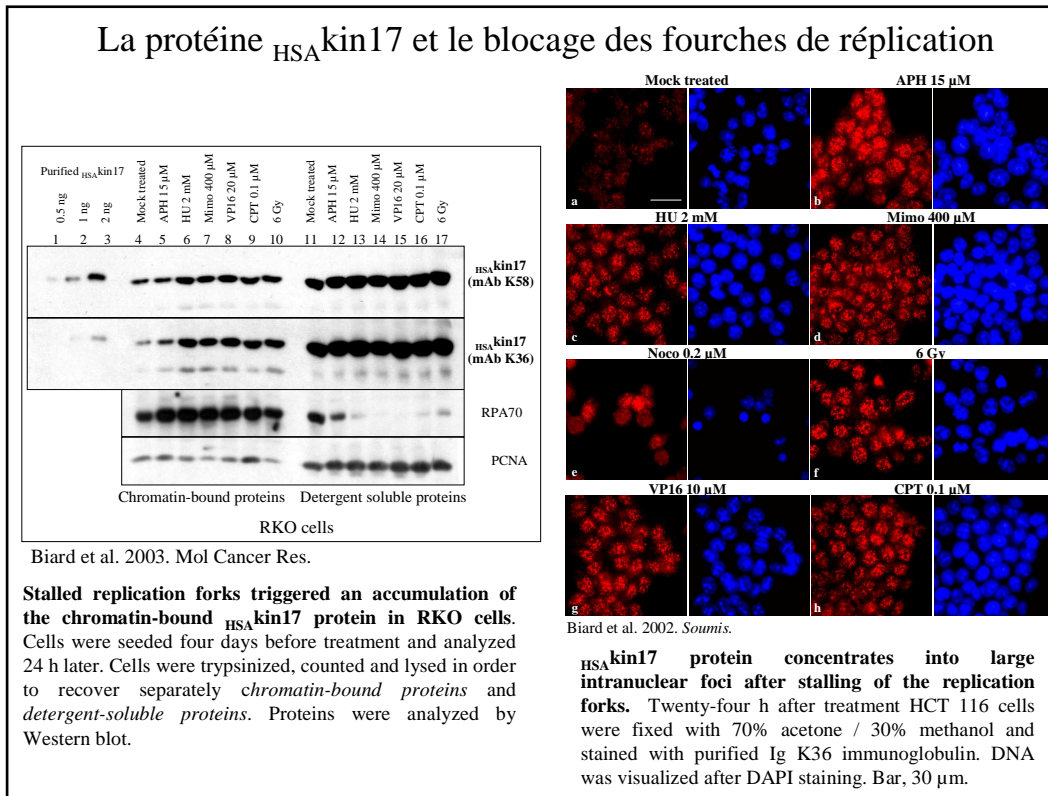 La protéine HSAkin17 et le blocage des fourches de réplication
Purified HSAkin17
0.5 ng
1 ng
2 ng
Mock treated
APH 15 µM
HU 2 mM
Mimo 400 µM
VP16 20 µM
CPT 0.1 µM
6 Gy
Mock treated
APH 15 µM
HU 2 mM
Mimo 400 µM
VP16 20 µM
CPT 0.1 µM
6 Gy
1 2 3 4 5 6 7 8 9 10 11 12 13 14 15 16 17
HSAkin17
(mAb K58)
HSAkin17
(mAb K36)
RPA70
PCNA
Chromatin-bound proteins Detergent soluble proteins
RKO cells
Biard et al. 2003. Mol Cancer Res.
Stalled replication forks triggered an accumulation of
the chromatin-bound HSAkin17 protein in RKO cells.
Cells were seeded four days before treatment and analyzed
24 h later. Cells were trypsinized, counted and lysed in order
to recover separately chromatin-bound proteins and
detergent-soluble proteins. Proteins were analyzed by
Western blot.
Mock treated APH 15 µM
a b
HU 2 mM Mimo 400 µM
c d
Noco 0.2 µM 6 Gy
e f
VP16 10 µM CPT 0.1 µM
g h
Biard et al. 2002. Soumis.
HSAkin17 protein concentrates into large
intranuclear foci after stalling of the replication
forks. Twenty-four h after treatment HCT 116 cells
were fixed with 70% acetone / 30% methanol and
stained with purified Ig K36 immunoglobulin. DNA
was visualized after DAPI staining. Bar, 30 µm.